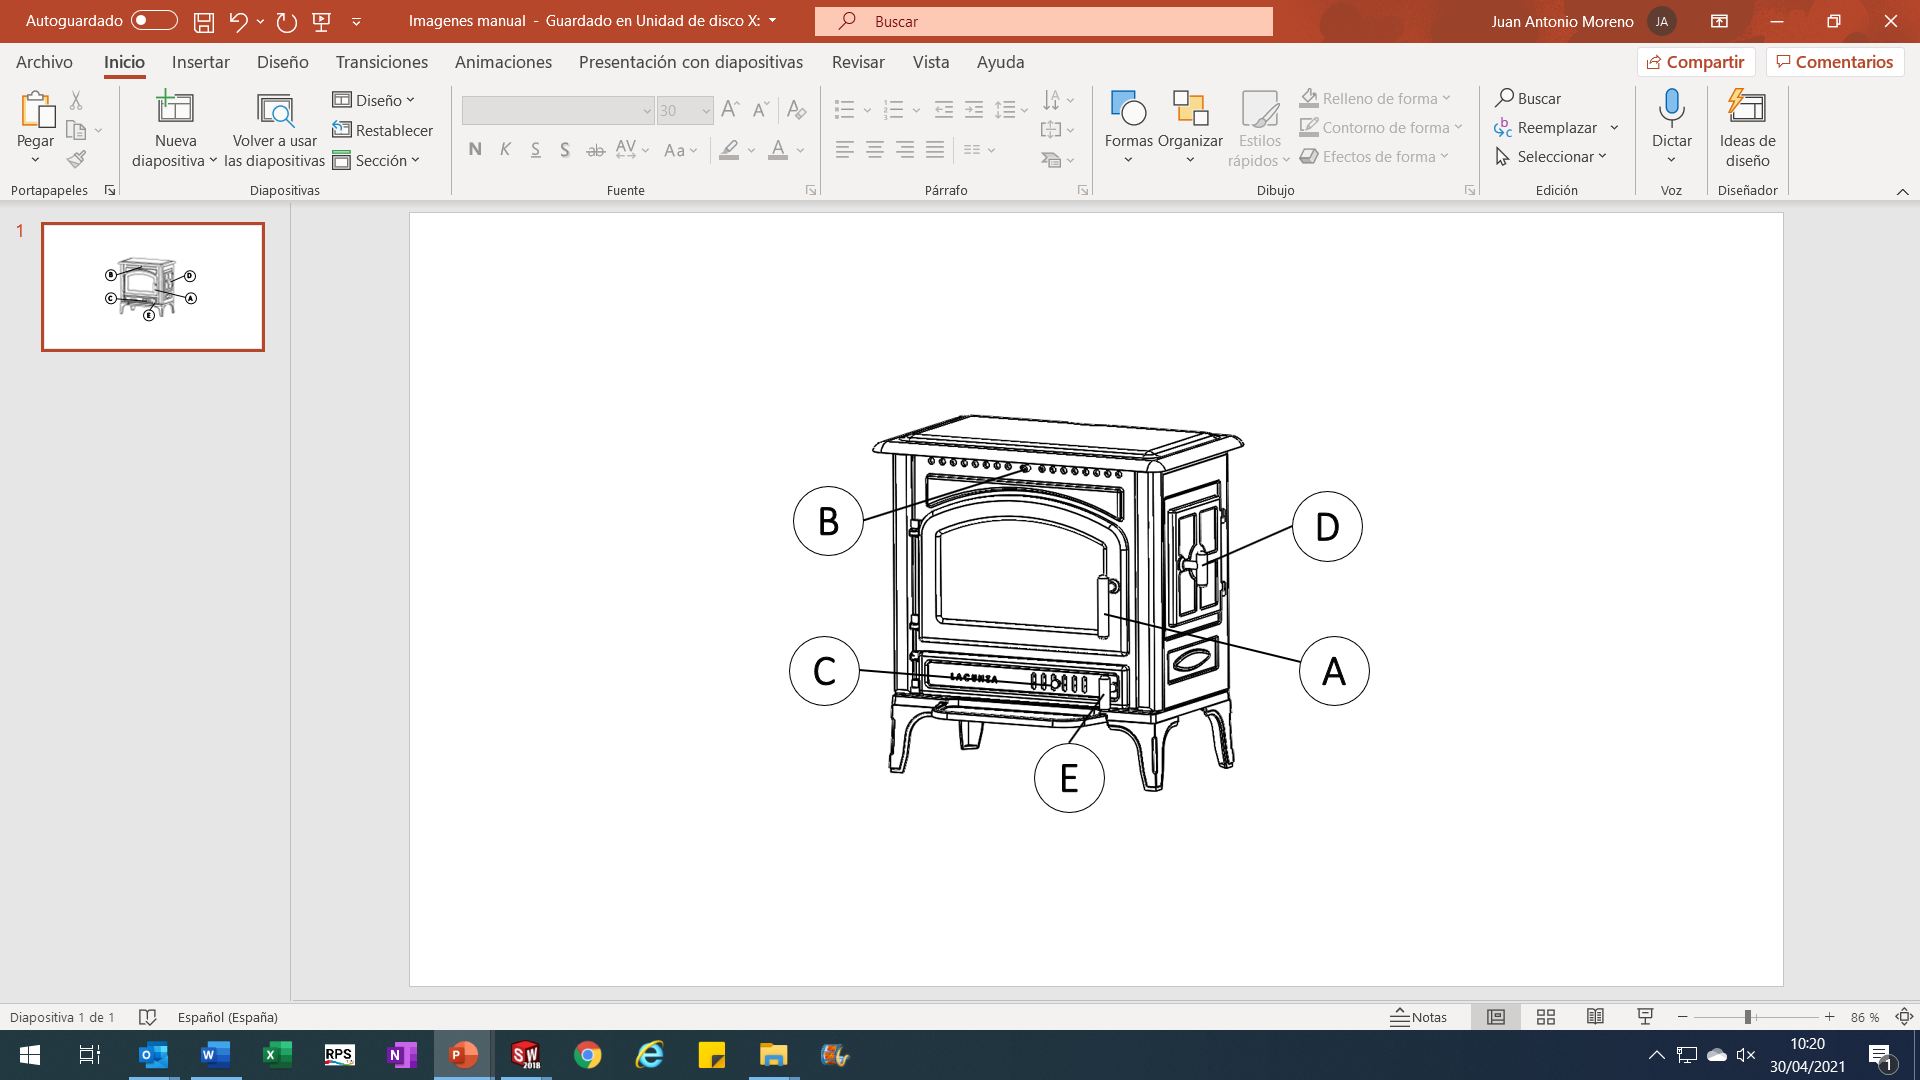 Autoguardado
Imagenes manual - Guardado en Unidad de disco X:
Buscar
Juan Antonio Moreno
JA
Archivo
Inicio
Insertar
Diseño
Transiciones
Animaciones
Presentación con diapositivas
Revisar
Vista
Ayuda
Compartir
Comentarios
Pegar
Nueva
diapositiva
Volver a usar
las diapositivas
Diseño
Restablecer
Sección
30
N K S S ab AV Aa A
Formas
Organizar
Estilos
rápidos
Relleno de forma
Contorno de forma
Efectos de forma
Buscar
Reemplazar
Seleccionar
Dictar
Ideas de
diseño
Portapapeles
Diapositivas
Fuente
Párrafo
Dibujo
Edición
Voz
Diseñador
1
B
D
C
A
E
B
D
C
A
E
LACUNZA
Diapositiva 1 de 1
Español (España)
Notas
86 %
RPS
SW
2018
10:20
30/04/2021
1